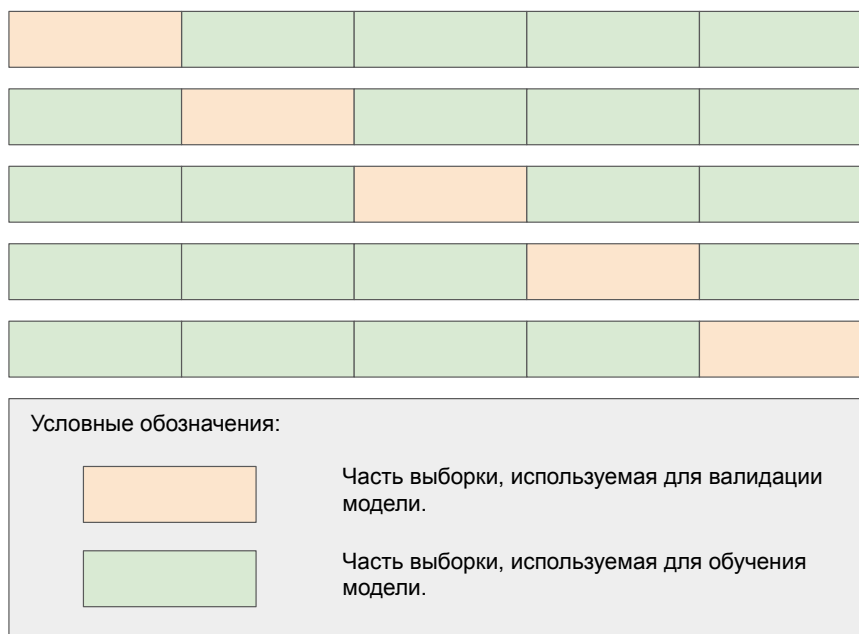 Условные обозначения:
Часть выборки, используемая для валидации
модели.
Часть выборки, используемая для обучения
модели.